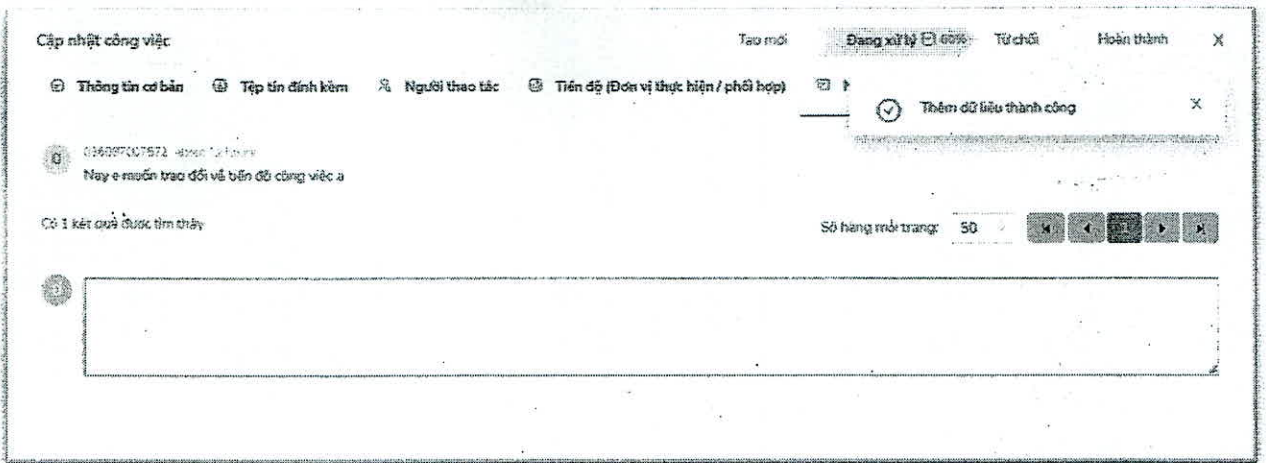 Cập nhật công việc
Tạo mới
Đang xử lý 60%
Từ chối
Hoàn thành
Thông tin cơ bản
Tệp tin đính kèm
Người thao tác
Tiến độ (Đơn vị thực hiện / phối hợp)
Thêm dữ liệu thành công
Nay e muốn trao đổi về tiến độ công việc a
Có 1 kết quả được tìm thấy
Số hàng mỗi trang: 50